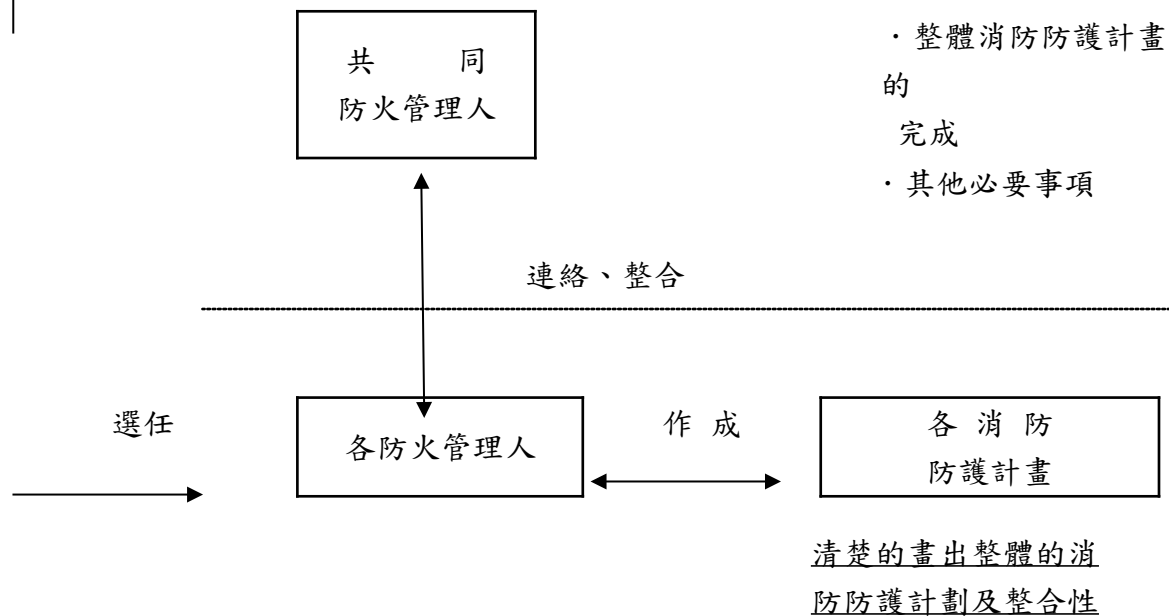 共 同
防火管理人
·整體消防防護計畫
的
完成
·其他必要事項
連絡、整合
選任
各防火管理人
作 成
各 消 防
防護計畫
清楚的畫出整體的消
防防護計劃及整合性